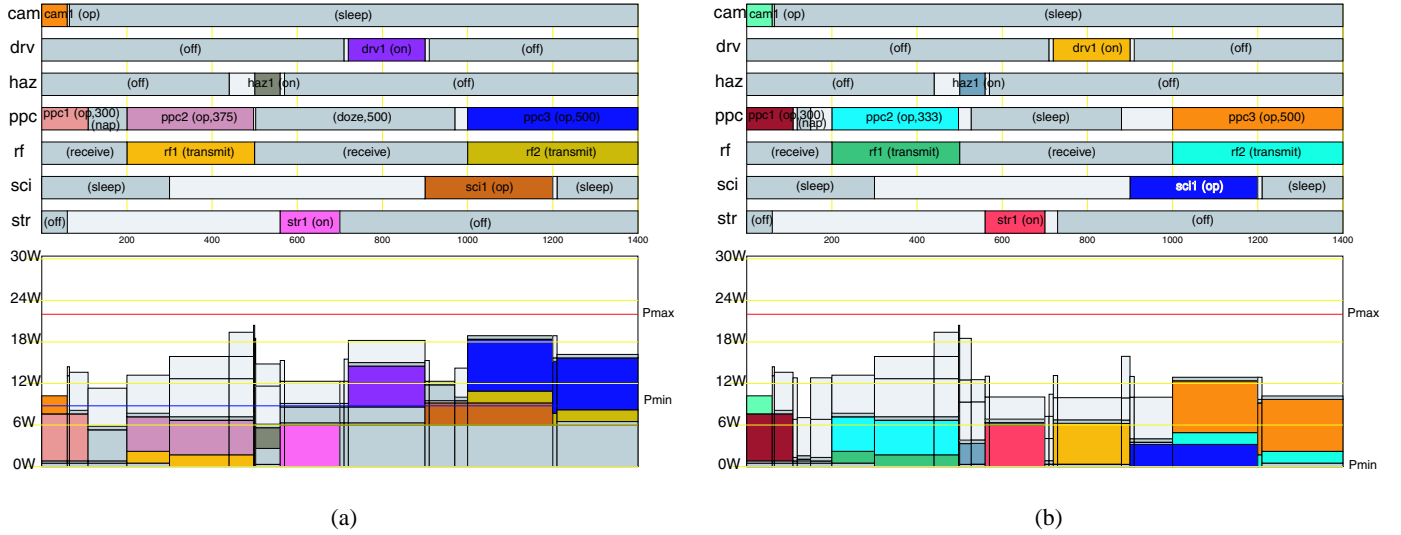 cam cam1 (op) (sleep)
drv (off) drv1 (on) (off)
haz (off) haz1 (on) (off)
ppc ppc1 (op,300) (nap) ppc2 (op,375) (doze,500) ppc3 (op,500)
rf (receive) rf1 (transmit) (receive) rf2 (transmit)
sci (sleep) sci1 (op) (sleep)
str (off) str1 (on) (off)
200 400 600 800 1000 1200 1400
30W
24W
Pmax
18W
12W
Pmin
6W
0W
(a)
cam cam1 (op) (sleep)
drv (off) drv1 (on) (off)
haz (off) haz1 (on) (off)
ppc ppc1 (op,300) (nap) ppc2 (op,333) (sleep) ppc3 (op,500)
rf (receive) rf1 (transmit) (receive) rf2 (transmit)
sci (sleep) sci1 (op) (sleep)
str (off) str1 (on) (off)
200 400 600 800 1000 1200 1400
30W
24W
Pmax
18W
12W
6W
0W Pmin
(b)